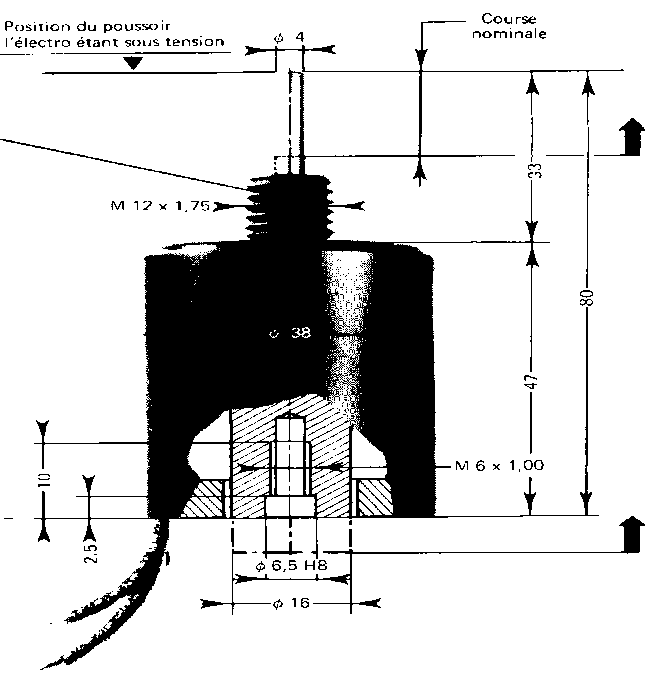 Position du poussoir
l'électro étant sous tension
ϕ 4
Course
nominale
M 12 x 1,75
33
80
ϕ 38
47
10
M 6 x 1,00
2,5
ϕ 6,5 H8
ϕ 16